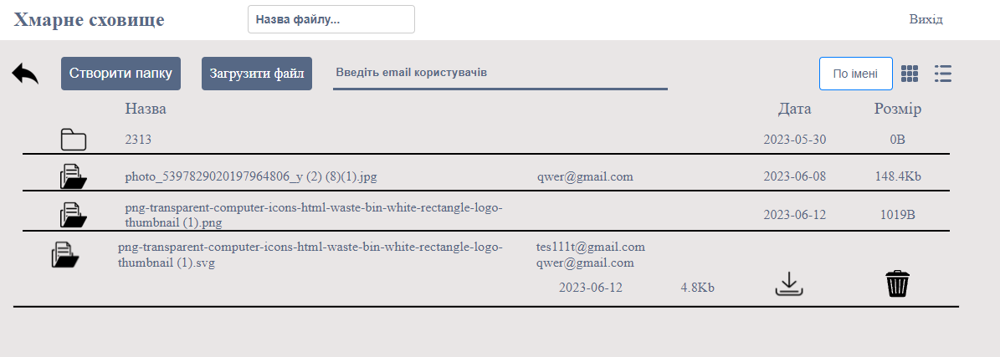 Хмарне сховище
Назва файлу...
Вихід
Створити папку
Загрузити файл
Введіть email користувачів
По імені
Назва
Дата
Розмір
2313
2023-05-30
0B
photo_5397829020197964806_y (2) (8)(1).jpg
qwer@gmail.com
2023-06-08
148.4Kb
png-transparent-computer-icons-html-waste-bin-white-rectangle-logo-
thumbnail (1).png
2023-06-12
1019B
png-transparent-computer-icons-html-waste-bin-white-rectangle-logo-
thumbnail (1).svg
tes111t@gmail.com
qwer@gmail.com
2023-06-12
4.8Kb